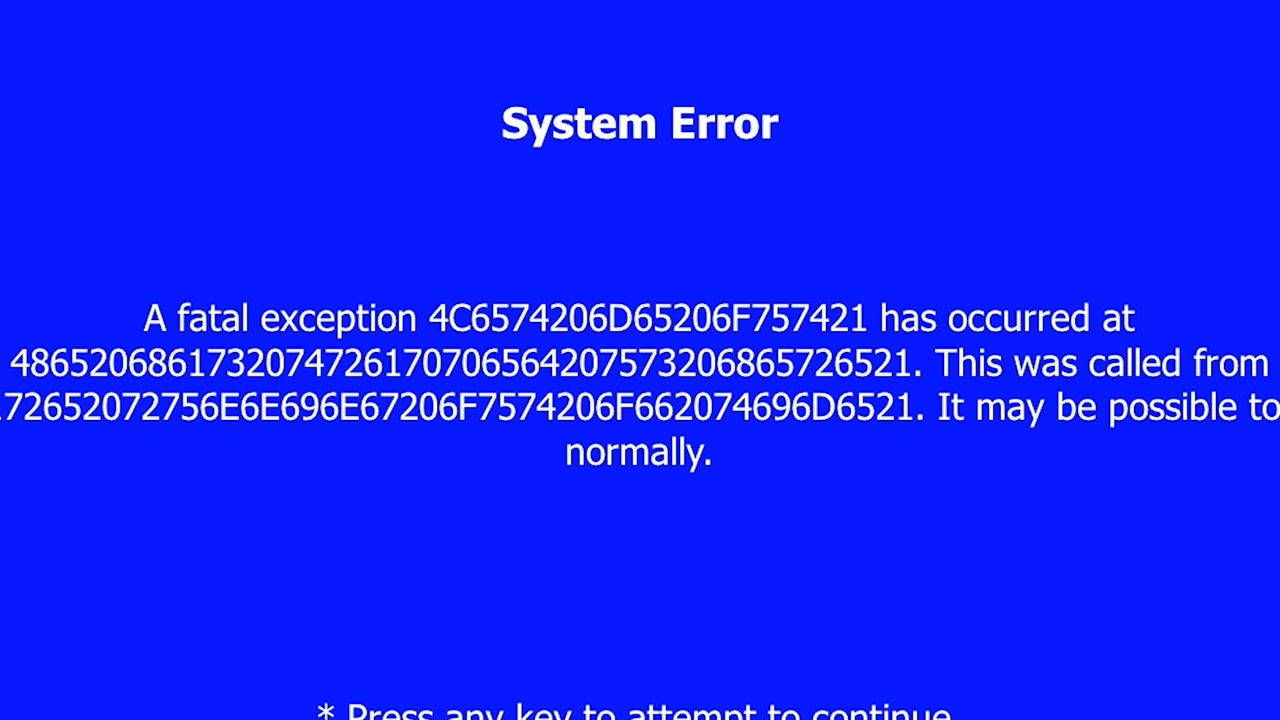 System Error
A fatal exception 4C6574206D65206F757421 has occurred at
4865206861732074726170706564207573206865726521. This was called from
72652072756E6E696E67206F7574206F662074696D6521. It may be possible to
normally.
* Press any key to attempt to continue